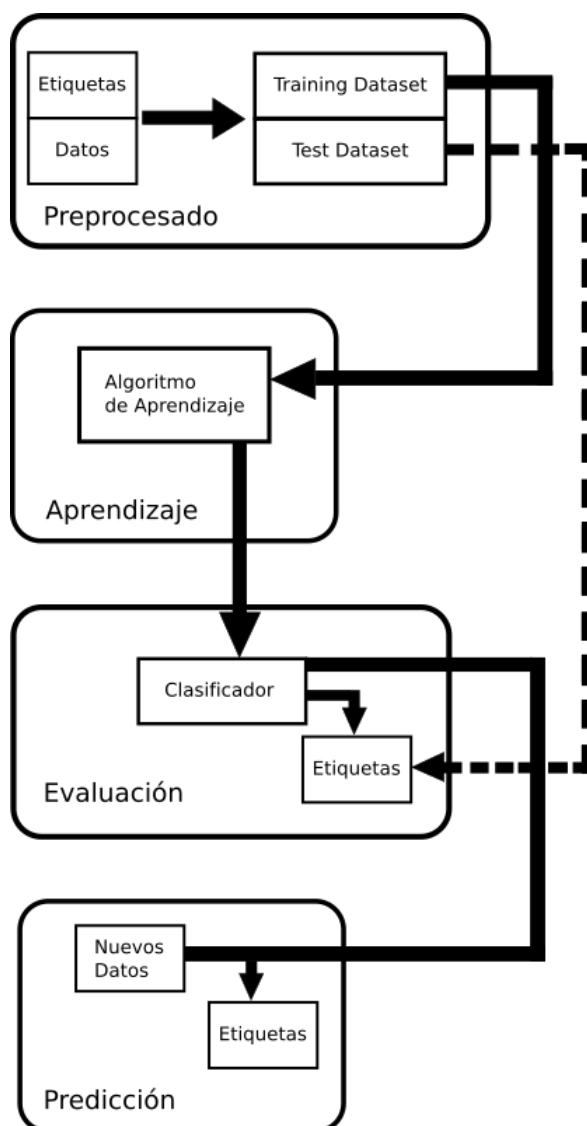 Etiquetas
Datos
Training Dataset
Test Dataset
Preprocesado
Algoritmo
de Aprendizaje
Aprendizaje
Clasificador
Etiquetas
Evaluación
Nuevos
Datos
Etiquetas
Predicción